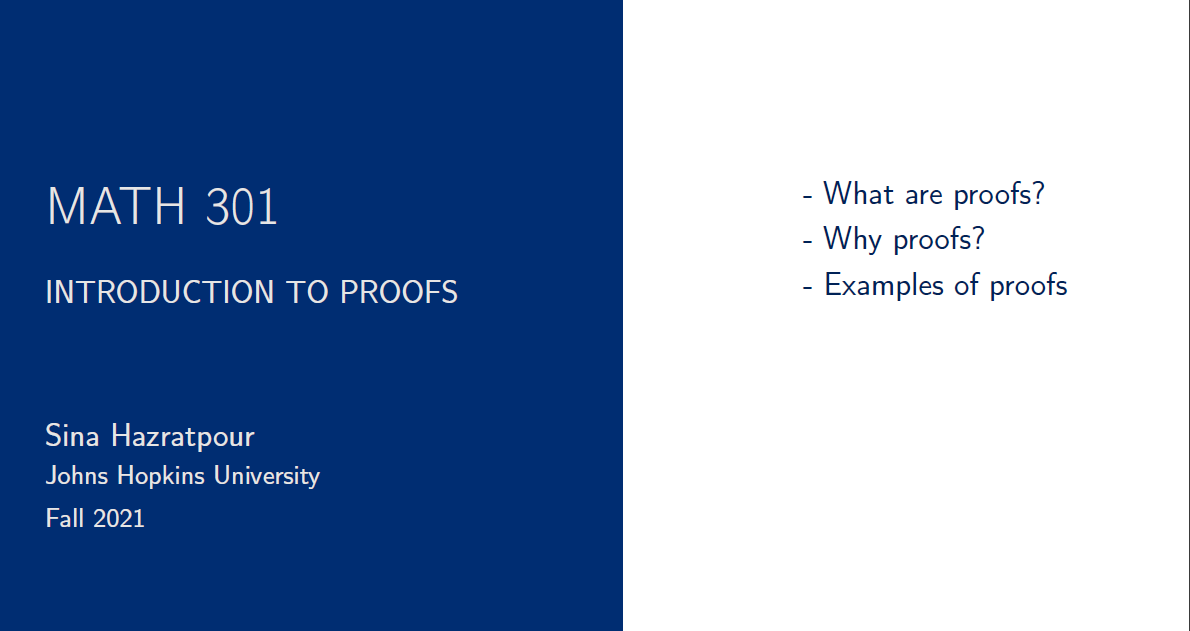 MATH 301
INTRODUCTION TO PROOFS
Sina Hazratpour
Johns Hopkins University
Fall 2021
- What are proofs?
- Why proofs?
- Examples of proofs